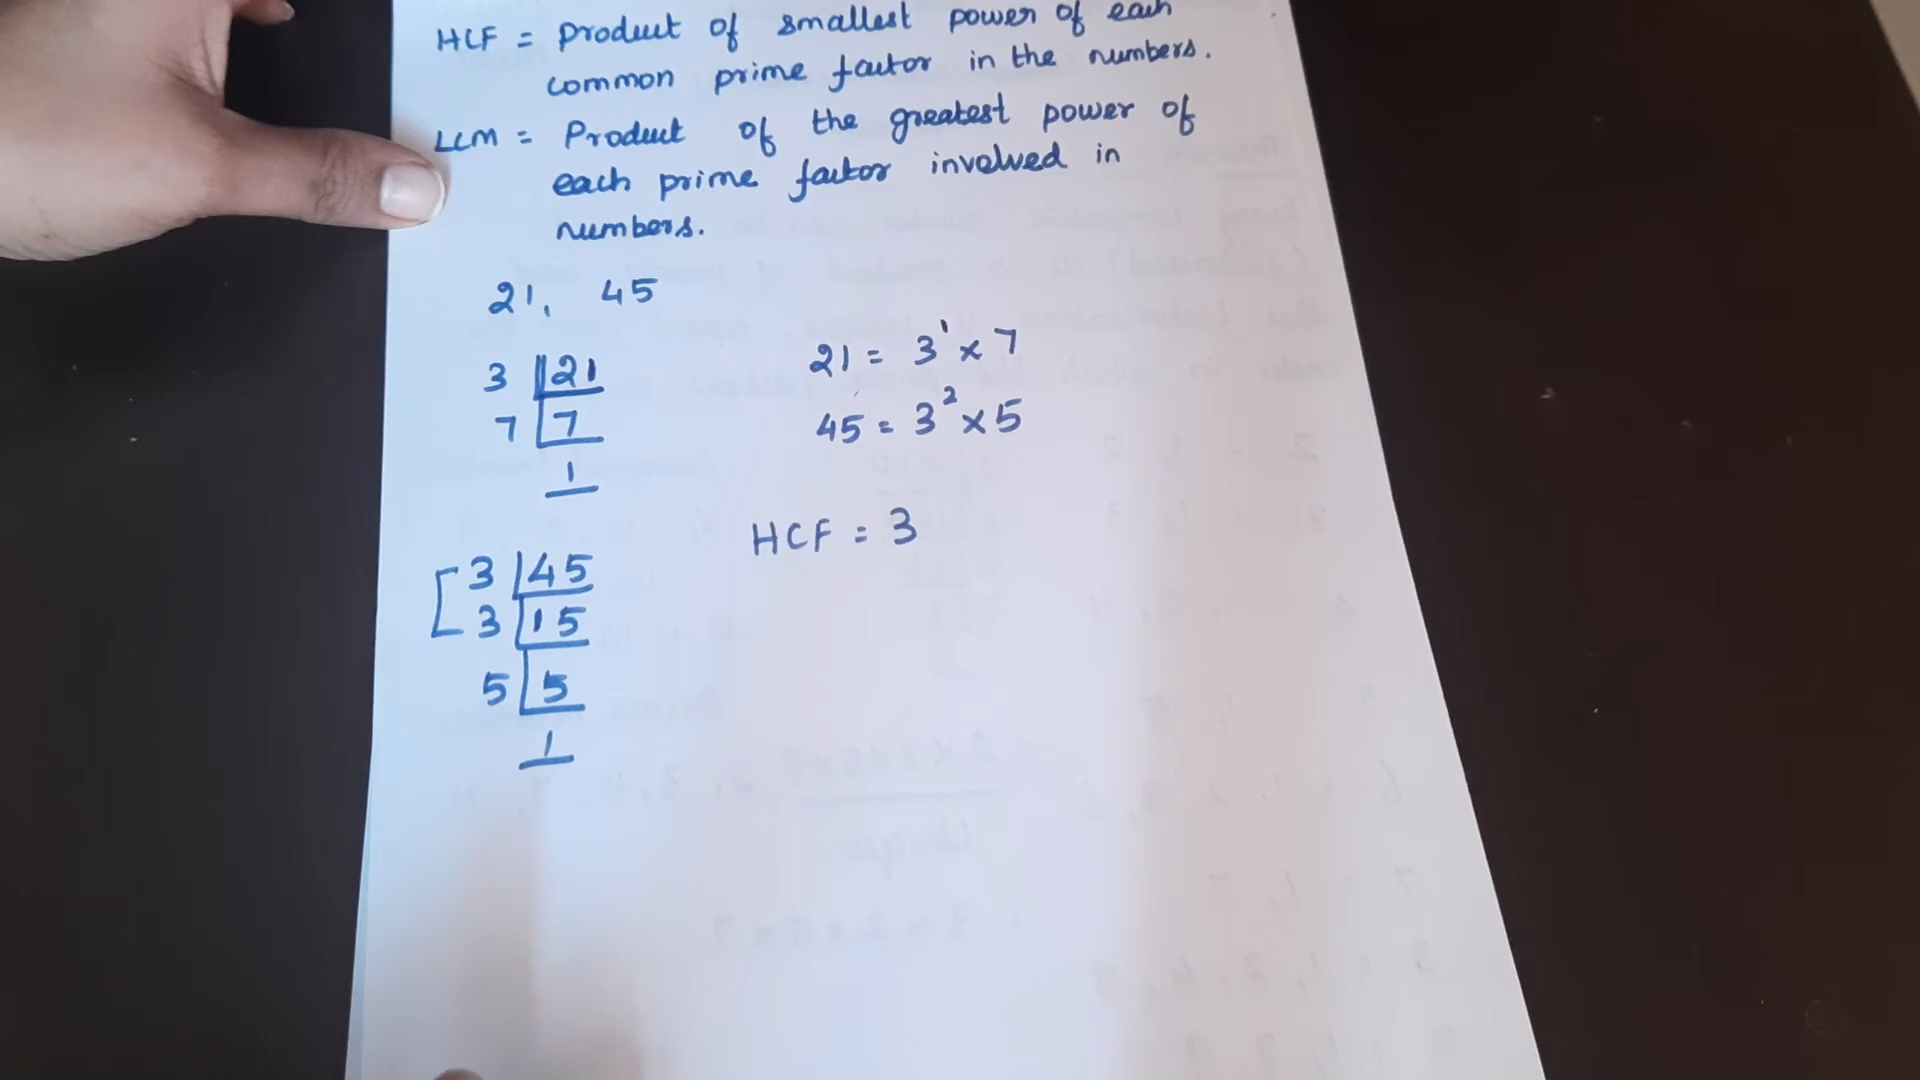 HCF = product of smallest power of each
common prime factor in the numbers.
LCM = Product of the greatest power of
each prime factor involved in
numbers.
21, 45
3 21
7 7
1
21 = 3¹ × 7
45 = 3² × 5
HCF = 3
3 45
3 15
5 5
1